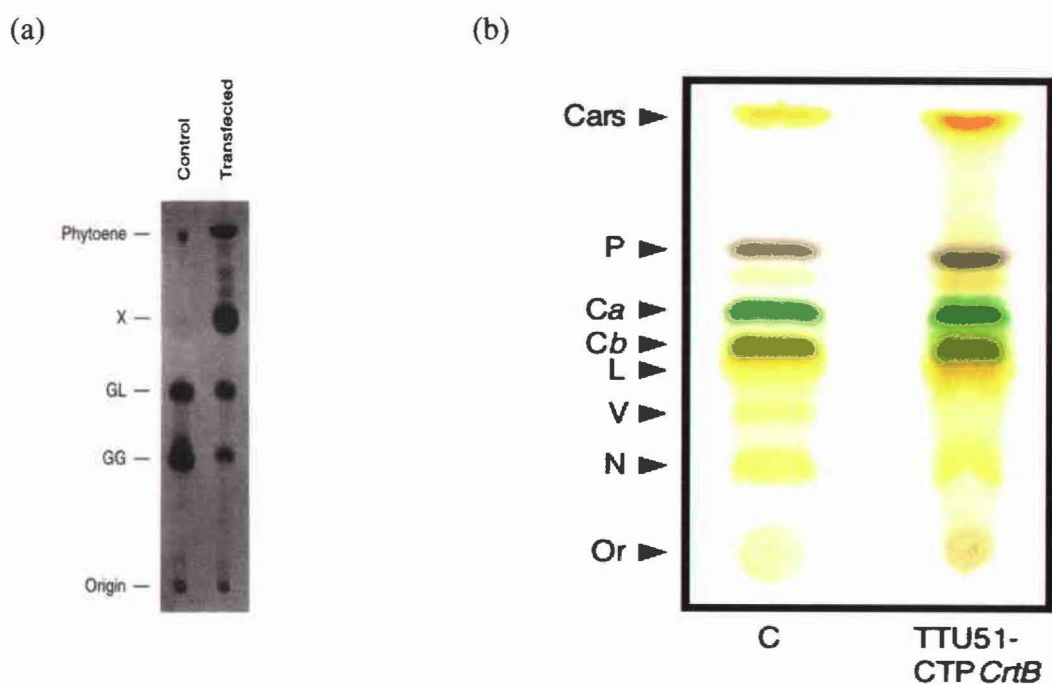 (a)
Control
Transfected
Phytoene
X
GL
GG
Origin
(b)
Cars
P
Ca
Cb
L
V
N
Or
C
TTU51-
CTP CrtB